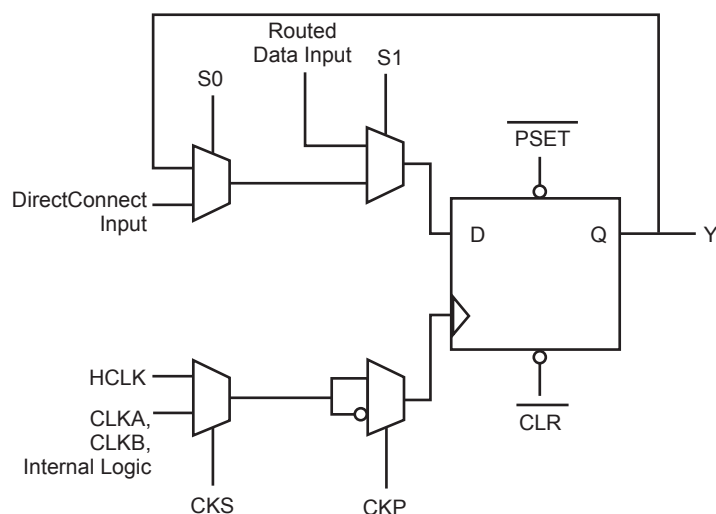 Routed
Data Input
S1
S0
PSET
DirectConnect
Input
D
Q
Y
HCLK
CLKA,
CLKB,
Internal Logic
CLR
CKS
CKP